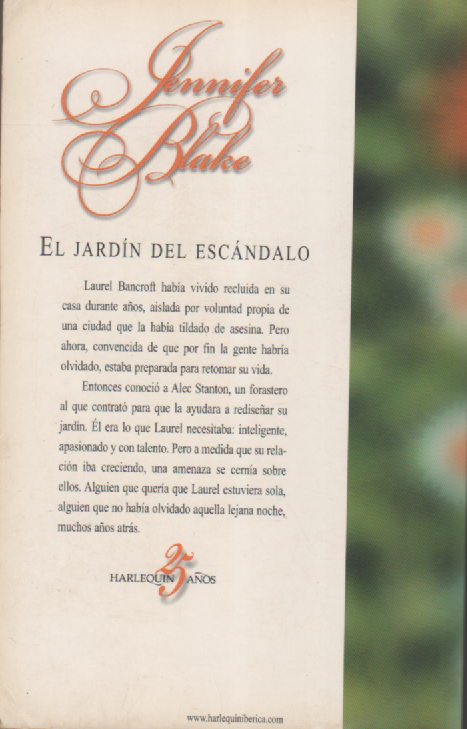 Jennifer
Blake
EL JARDÍN DEL ESCÁNDALO
Laurel Bancroft había vivido recluida en su
casa durante años, aislada por voluntad propia de
una ciudad que la había tildado de asesina. Pero
ahora, convencida de que por fin la gente habría
olvidado, estaba preparada para retomar su vida.
Entonces conoció a Alec Stanton, un forastero
al que contrató para que la ayudara a rediseñar su
jardín. Él era lo que Laurel necesitaba: inteligente,
apasionado y con talento. Pero a medida que su rela-
ción iba creciendo, una amenaza se cernía sobre
ellos. Alguien que quería que Laurel estuviera sola,
alguien que no había olvidado aquella lejana noche,
muchos años atrás.
HARLEQUIN 25 AÑOS
www.harlequiniberica.com